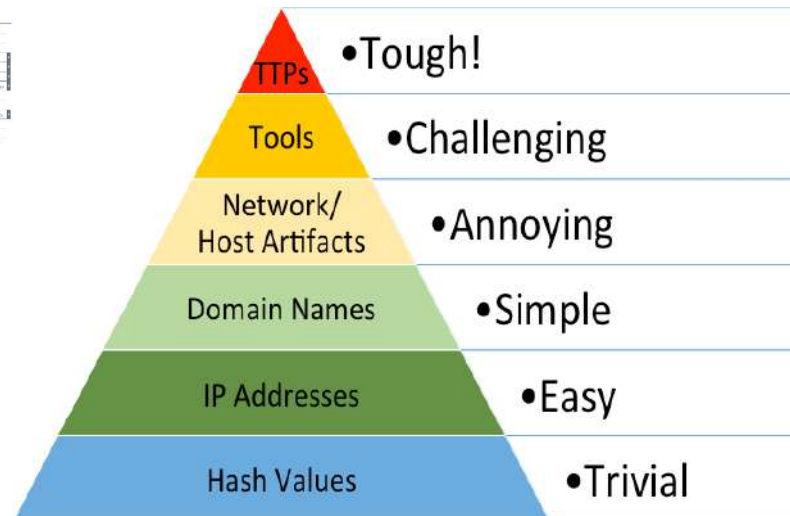 TTPs
•Tough!
Tools
•Challenging
Network/
Host Artifacts
•Annoying
Domain Names
•Simple
IP Addresses
•Easy
Hash Values
•Trivial